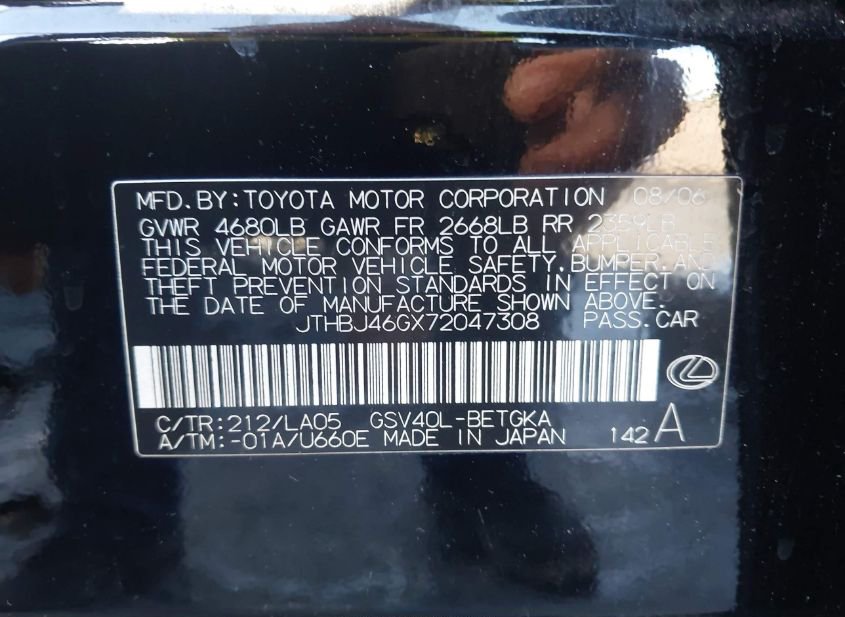 MFD. BY: TOYOTA MOTOR CORPORATION 08/06
GVWR 4680LB GAWR FR 2668LB RR 2359LB
THIS VEHICLE CONFORMS TO ALL APPLICABLE
FEDERAL MOTOR VEHICLE SAFETY, BUMPER, AND
THEFT PREVENTION STANDARDS IN EFFECT ON
THE DATE OF MANUFACTURE SHOWN ABOVE.
JTHBJ46GX72047308 PASS. CAR
C/TR: 212/LA05 GSV40L-BETGKA
A/TM: -01A/U660E MADE IN JAPAN 142 A